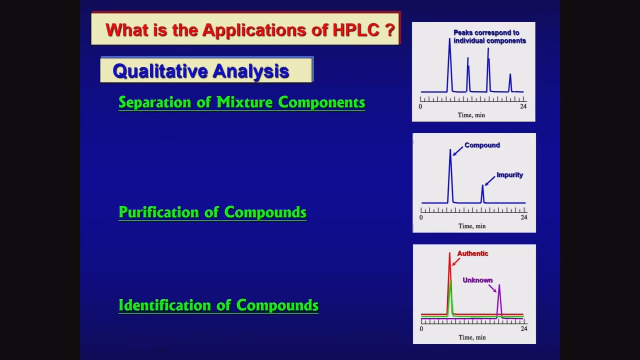 What is the Applications of HPLC ?
Qualitative Analysis
Separation of Mixture Components
Peaks correspond to
individual components
0
24
Time, min
Purification of Compounds
Compound
Impurity
0
24
Time, min
Identification of Compounds
Authentic
Unknown
0
24
Time, min